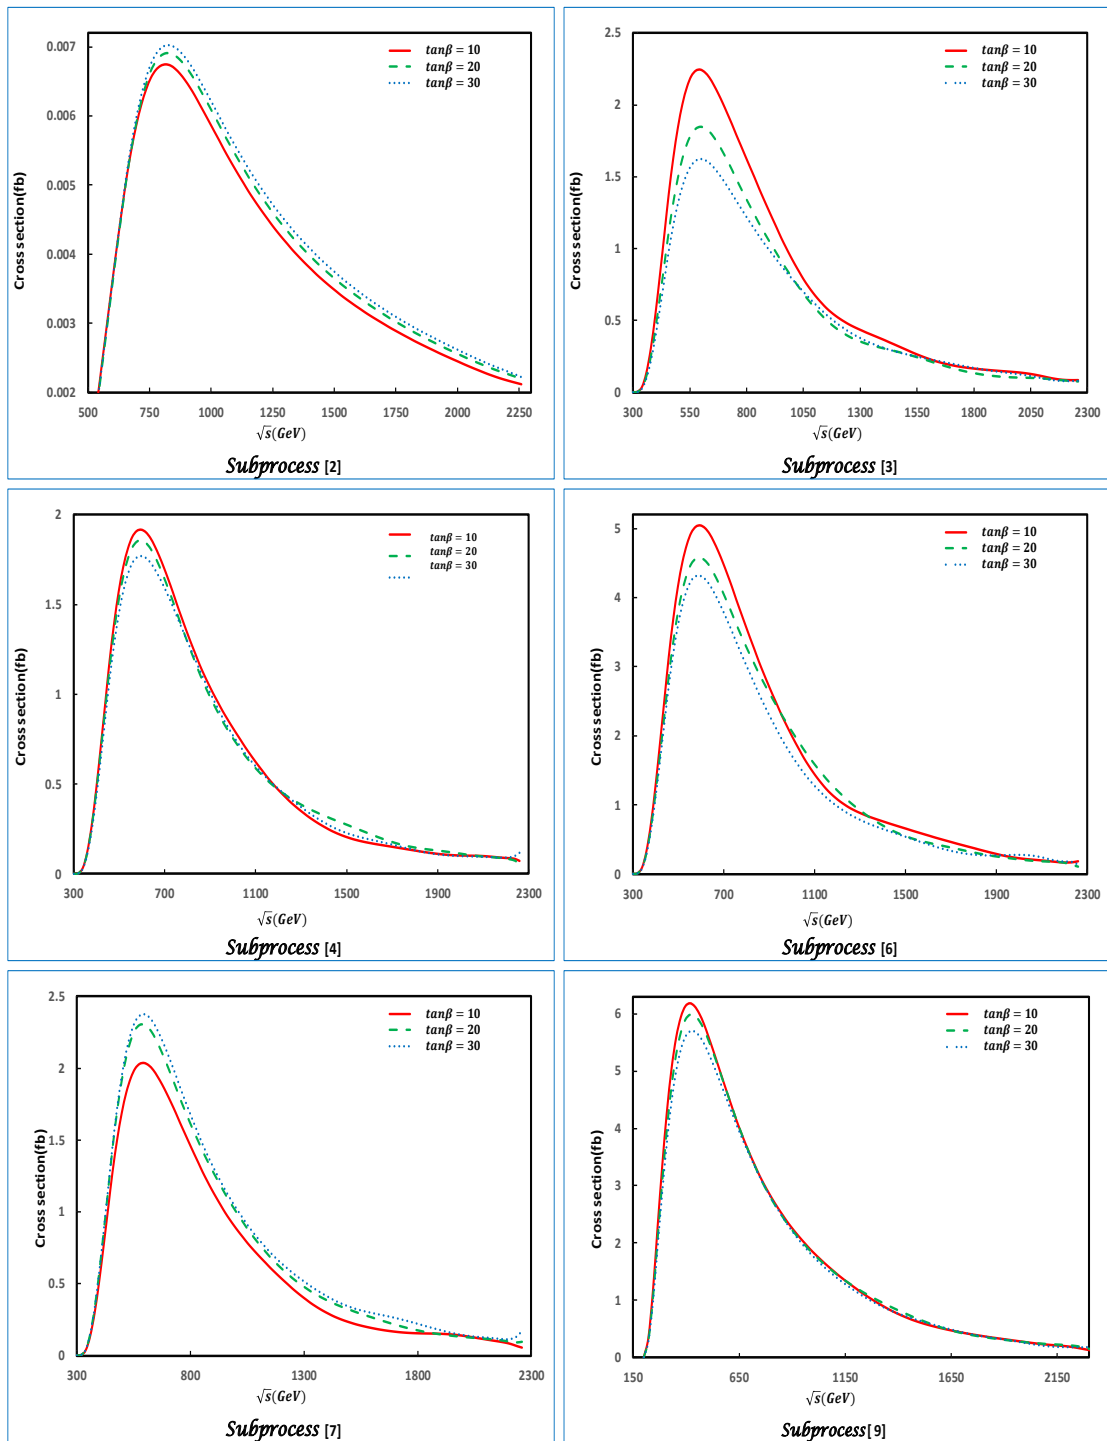 0.007
0.006
0.005
0.004
0.003
0.002
500 750 1000 1250 1500 1750 2000 2250
Cross section(fb)
√s(GeV)
tanβ = 10
tanβ = 20
tanβ = 30
Subprocess [2]
2.5
2
1.5
1
0.5
0
300 550 800 1050 1300 1550 1800 2050 2300
Cross section(fb)
√s(GeV)
tanβ = 10
tanβ = 20
tanβ = 30
Subprocess [3]
2
1.5
1
0.5
0
300 700 1100 1500 1900 2300
Cross section(fb)
√s(GeV)
tanβ = 10
tanβ = 20
tanβ = 30
Subprocess [4]
5
4
3
2
1
0
300 700 1100 1500 1900 2300
Cross section(fb)
√s(GeV)
tanβ = 10
tanβ = 20
tanβ = 30
Subprocess [6]
2.5
2
1.5
1
0.5
0
300 800 1300 1800 2300
Cross section(fb)
√s(GeV)
tanβ = 10
tanβ = 20
tanβ = 30
Subprocess [7]
6
5
4
3
2
1
0
150 650 1150 1650 2150
Cross section(fb)
√s(GeV)
tanβ = 10
tanβ = 20
tanβ = 30
Subprocess[ 9]